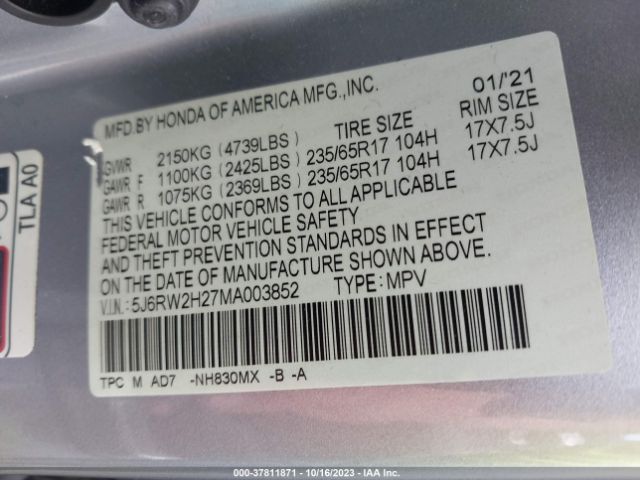 MFD.BY HONDA OF AMERICA MFG.,INC. 01/'21
TIRE SIZE RIM SIZE
GVWR 2150KG (4739LBS)
GAWR F 1100KG (2425LBS) 235/65R17 104H 17X7.5J
GAWR R 1075KG (2369LBS) 235/65R17 104H 17X7.5J
THIS VEHICLE CONFORMS TO ALL APPLICABLE
FEDERAL MOTOR VEHICLE SAFETY
AND THEFT PREVENTION STANDARDS IN EFFECT
ON THE DATE OF MANUFACTURE SHOWN ABOVE.
V.I.N.: 5J6RW2H27MA003852 TYPE: MPV
TPC M AD7 -NH830MX -B -A
TLA A0
000-37811871 | 10/16/2023 | IAA Inc.